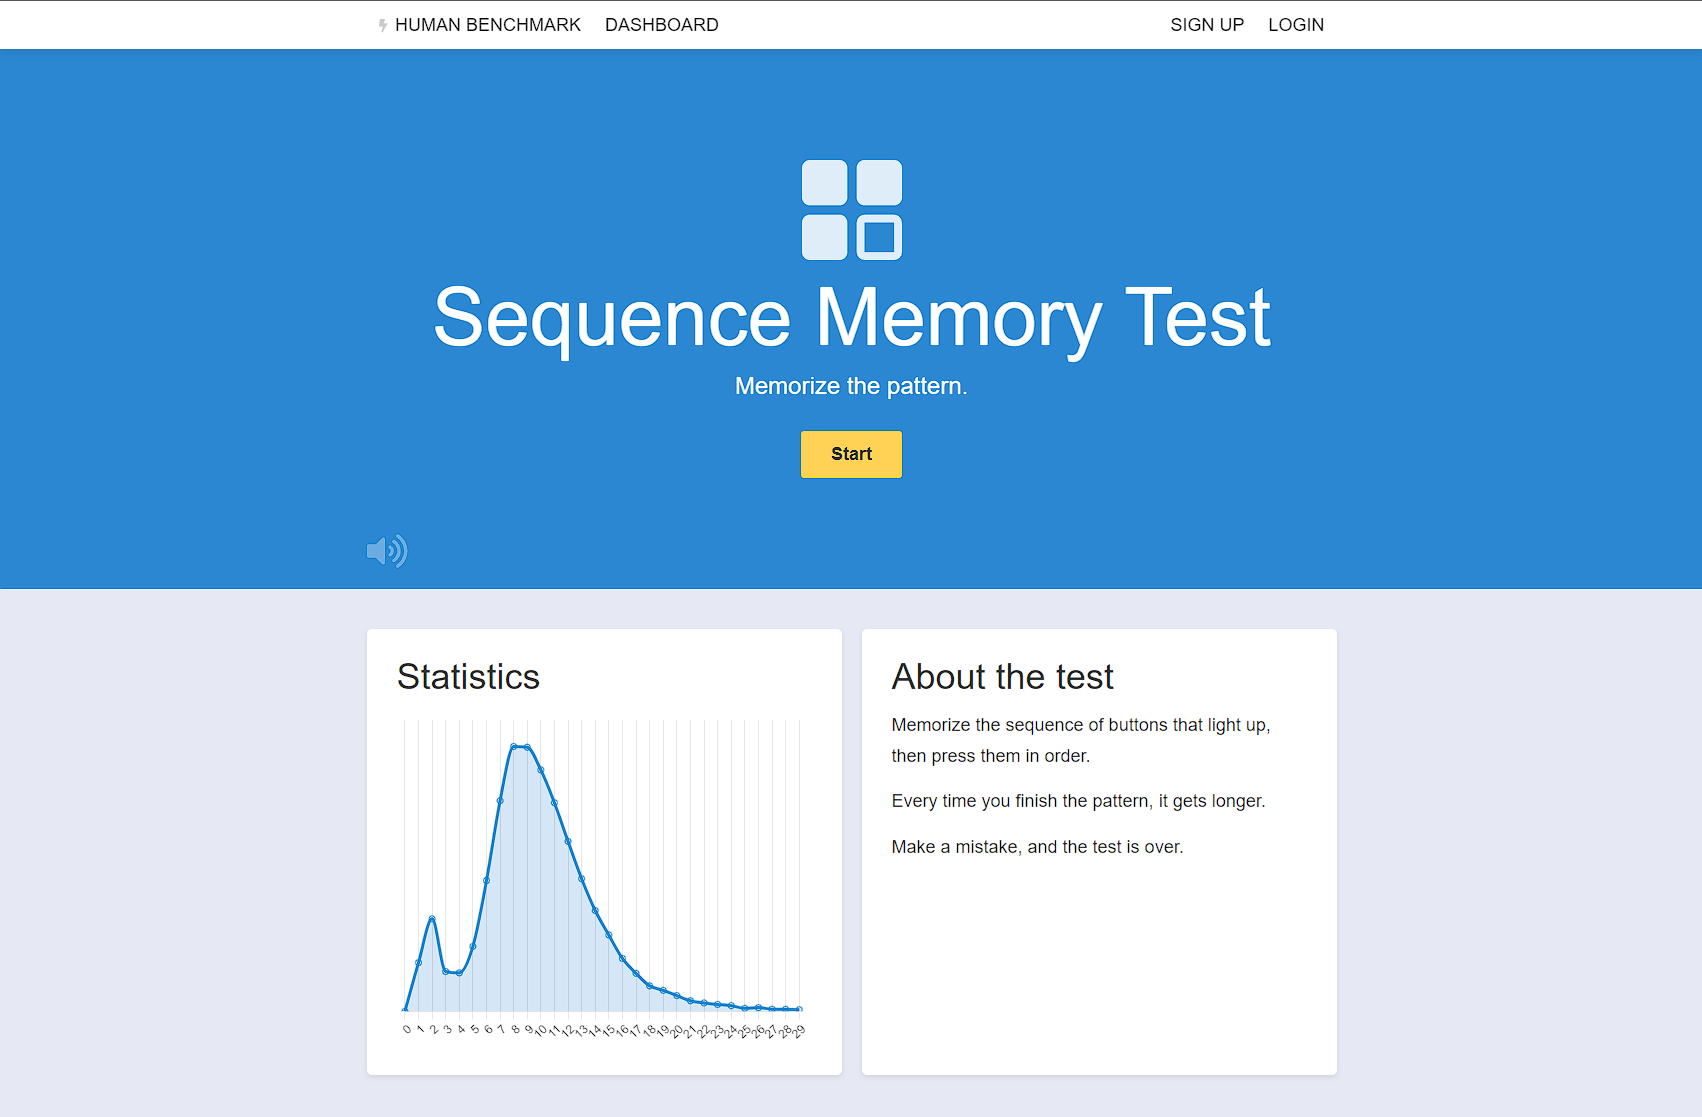 HUMAN BENCHMARK DASHBOARD SIGN UP LOGIN
Sequence Memory Test
Memorize the pattern.
Start
Statistics
0 1 2 3 4 5 6 7 8 9 10 11 12 13 14 15 16 17 18 19 20 21 22 23 24 25 26 27 28 29
About the test
Memorize the sequence of buttons that light up,
then press them in order.
Every time you finish the pattern, it gets longer.
Make a mistake, and the test is over.